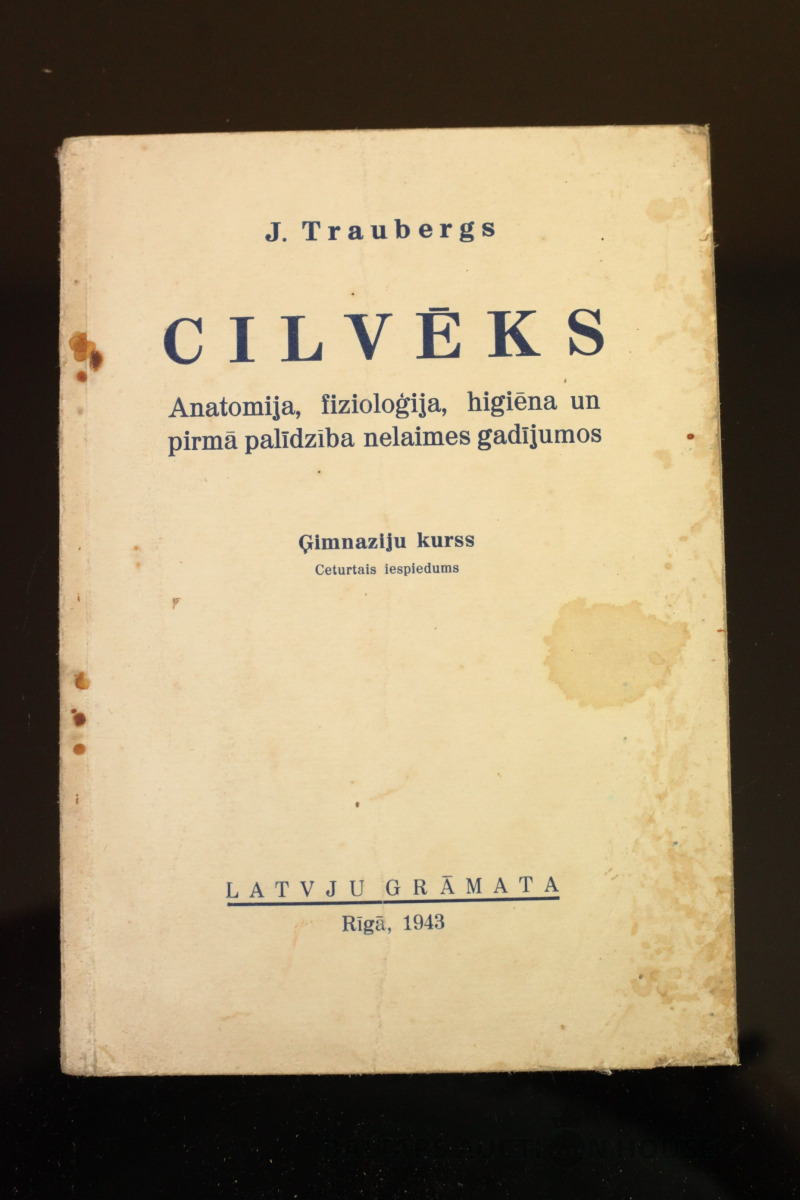 J. Traubergs
CILVĒKS
Anatomija, fizioloģija, higiēna un
pirmā palīdzība nelaimes gadījumos
Ģimnaziju kurss
Ceturtais iespiedums
LATVJU GRĀMATA
Rīgā, 1943